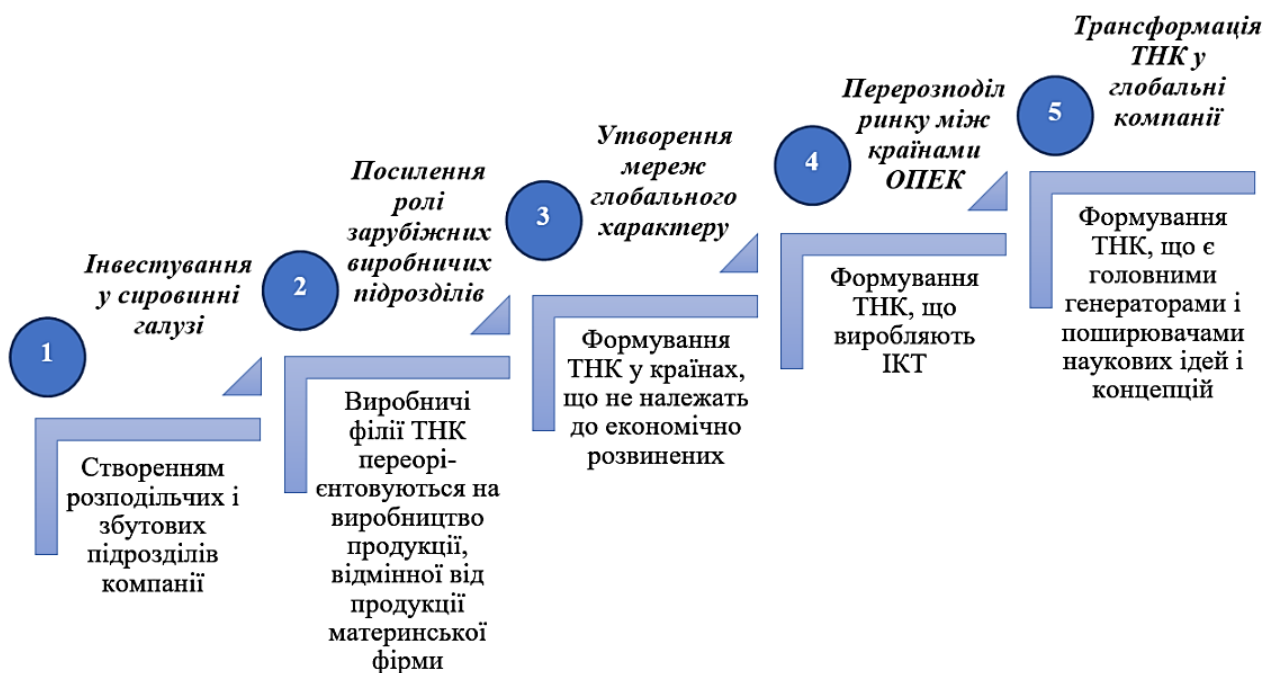 1
Інвестування
у сировинні
галузі
Створенням
розподільчих і
збутових
підрозділів
компанії
2
Посилення
ролі
зарубіжних
виробничих
підрозділів
Виробничі
філії ТНК
переорі-
єнтовуються на
виробництво
продукції,
відмінної від
продукції
материнської
фірми
3
Утворення
мереж
глобального
характеру
Формування
ТНК у країнах,
що не належать
до економічно
розвинених
4
Перерозподіл
ринку між
країнами
ОПЕК
Формування
ТНК, що
виробляють
ІКТ
5
Трансформація
ТНК у
глобальні
компанії
Формування
ТНК, що є
головними
генераторами і
поширювачами
наукових ідей і
концепцій